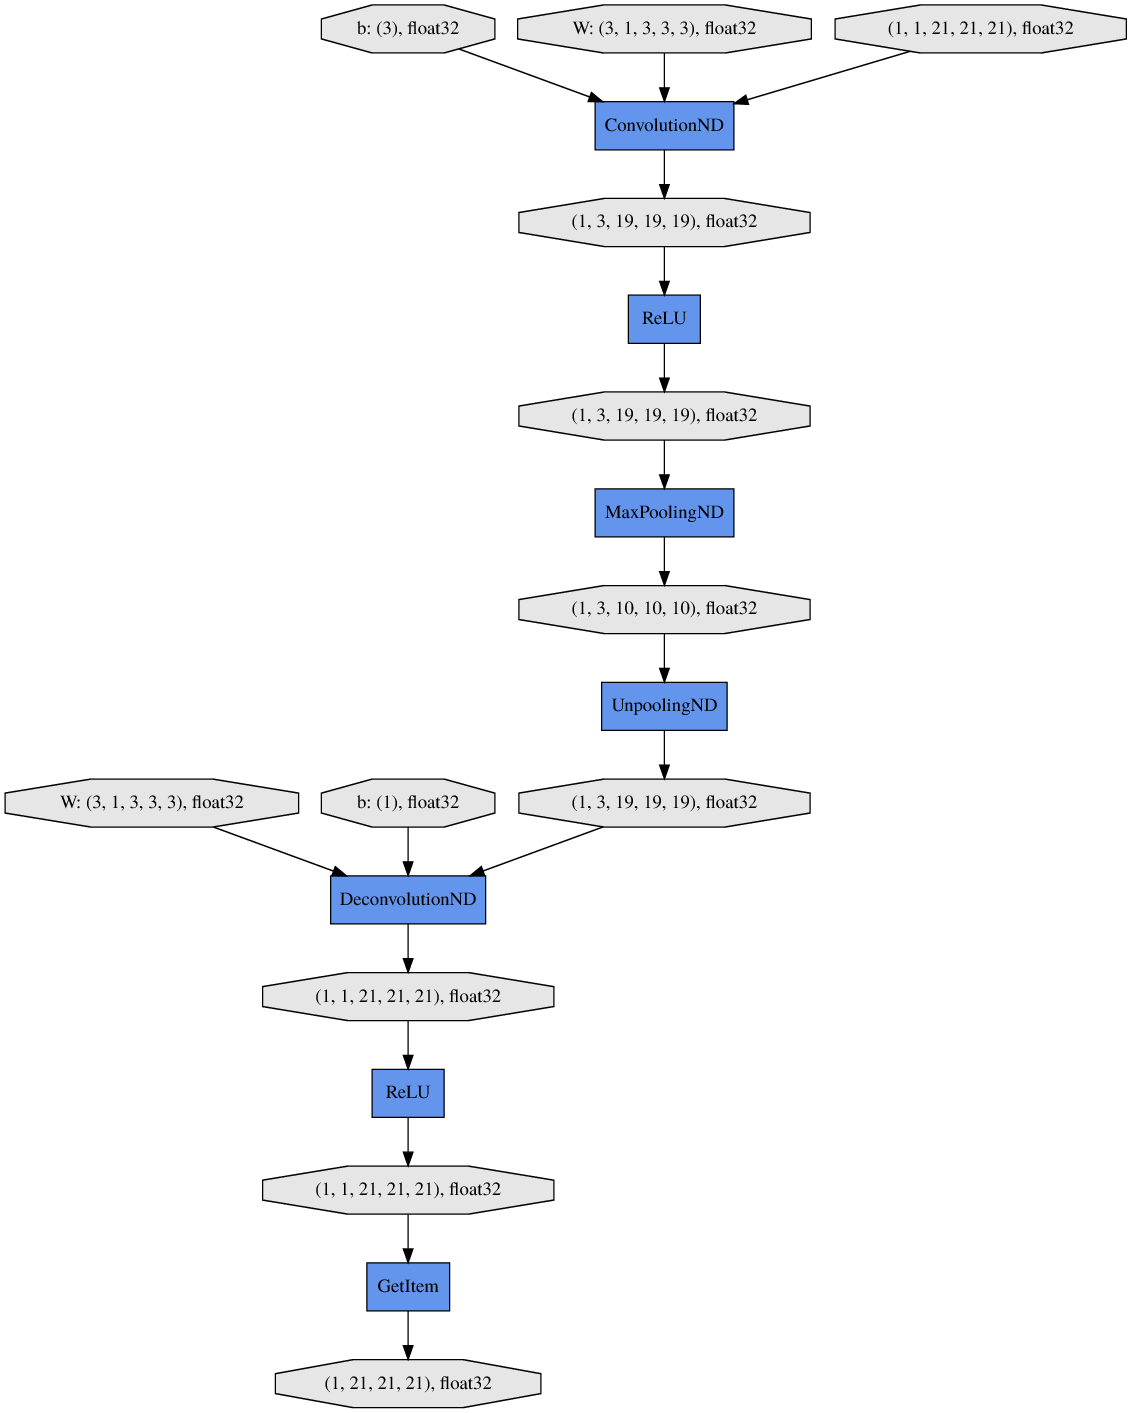 b: (3), float32
W: (3, 1, 3, 3, 3), float32
(1, 1, 21, 21, 21), float32
ConvolutionND
(1, 3, 19, 19, 19), float32
ReLU
(1, 3, 19, 19, 19), float32
MaxPoolingND
(1, 3, 10, 10, 10), float32
UnpoolingND
W: (3, 1, 3, 3, 3), float32
b: (1), float32
(1, 3, 19, 19, 19), float32
DeconvolutionND
(1, 1, 21, 21, 21), float32
ReLU
(1, 1, 21, 21, 21), float32
GetItem
(1, 21, 21, 21), float32